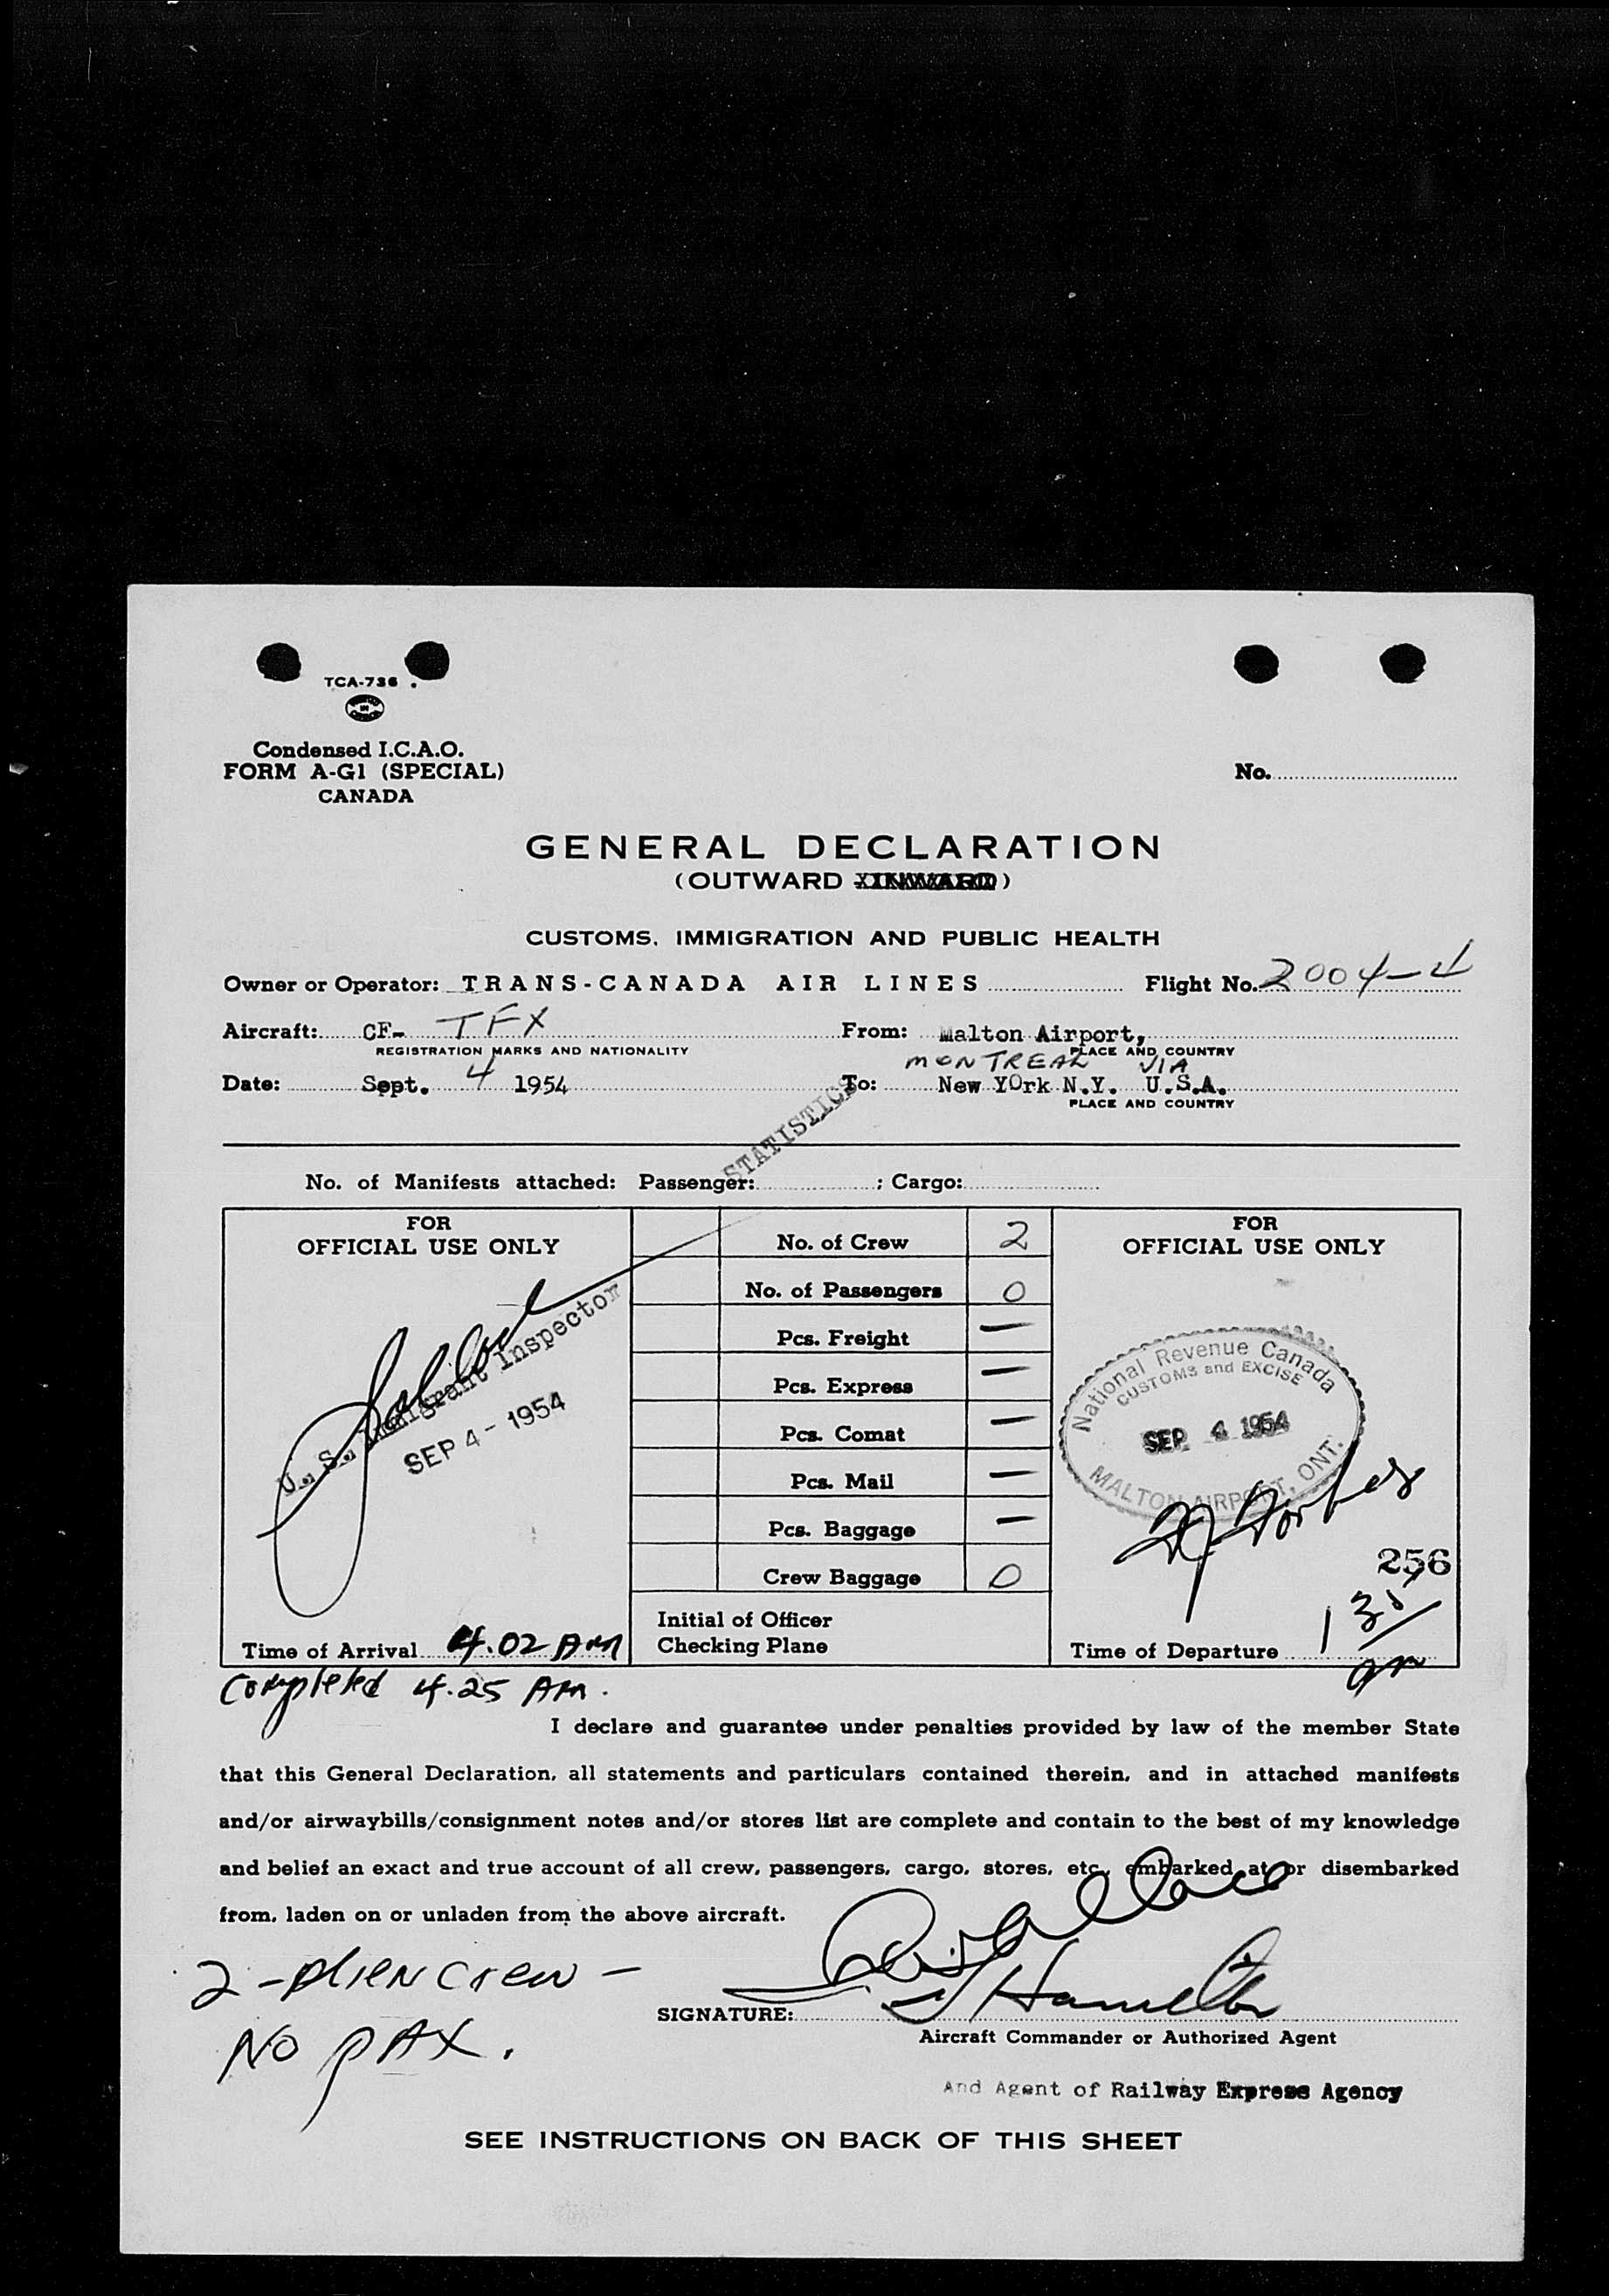 TCA-736
Condensed I.C.A.O.
FORM A-G1 (SPECIAL)
CANADA
No.
GENERAL DECLARATION
(OUTWARD INWARD)
CUSTOMS, IMMIGRATION AND PUBLIC HEALTH
Owner or Operator: TRANS-CANADA AIR LINES Flight No. 2004-4
Aircraft: CF- TFX From: Malton Airport,
REGISTRATION MARKS AND NATIONALITY PLACE AND COUNTRY
MONTREAL VIA
Date: Sept. 4 1954 To: New YOrk N.Y. U.S.A.
PLACE AND COUNTRY
STATISTICS
No. of Manifests attached: Passenger: ; Cargo:
FOR
OFFICIAL USE ONLY
U. S. Immigrant Inspector
SEP 4 - 1954
Time of Arrival 4.02 AM
No. of Crew 2
No. of Passengers 0
Pcs. Freight —
Pcs. Express —
Pcs. Comat —
Pcs. Mail —
Pcs. Baggage —
Crew Baggage 0
Initial of Officer
Checking Plane
FOR
OFFICIAL USE ONLY
National Revenue Canada
CUSTOMS and EXCISE
SEP 4 1954
MALTON AIRPORT, ONT.
Forbes
256
Time of Departure
Completed 4.25 AM.
I declare and guarantee under penalties provided by law of the member State
that this General Declaration, all statements and particulars contained therein, and in attached manifests
and/or airwaybills/consignment notes and/or stores list are complete and contain to the best of my knowledge
and belief an exact and true account of all crew, passengers, cargo, stores, etc., embarked at or disembarked
from, laden on or unladen from the above aircraft.
2 - Alien Crew -
No PAX.
SIGNATURE: Hamilton
Aircraft Commander or Authorized Agent
And Agent of Railway Express Agency
SEE INSTRUCTIONS ON BACK OF THIS SHEET